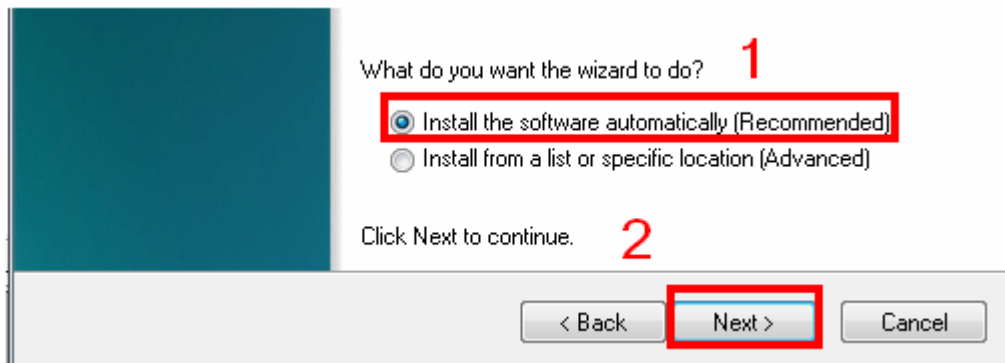 What do you want the wizard to do? 1
Install the software automatically (Recommended)
Install from a list or specific location (Advanced)
Click Next to continue. 2
< Back Next > Cancel